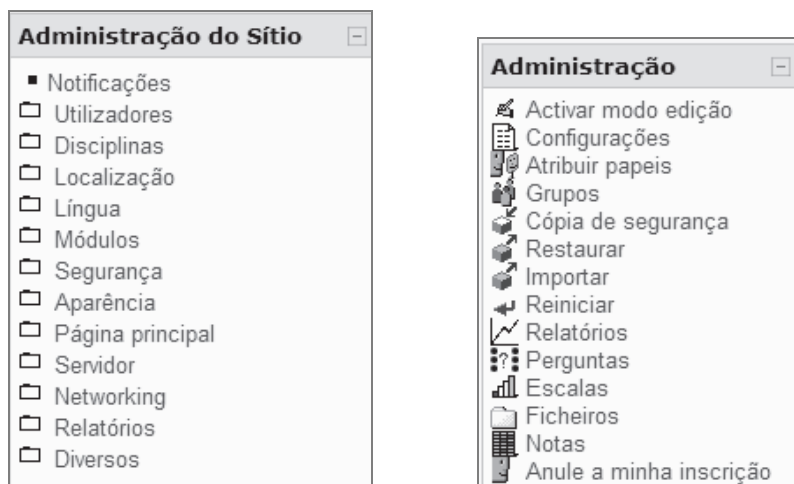 Administração do Sítio
Notificações
Utilizadores
Disciplinas
Localização
Língua
Módulos
Segurança
Aparência
Página principal
Servidor
Networking
Relatórios
Diversos
Administração
Activar modo edição
Configurações
Atribuir papeis
Grupos
Cópia de segurança
Restaurar
Importar
Reiniciar
Relatórios
Perguntas
Escalas
Ficheiros
Notas
Anule a minha inscrição